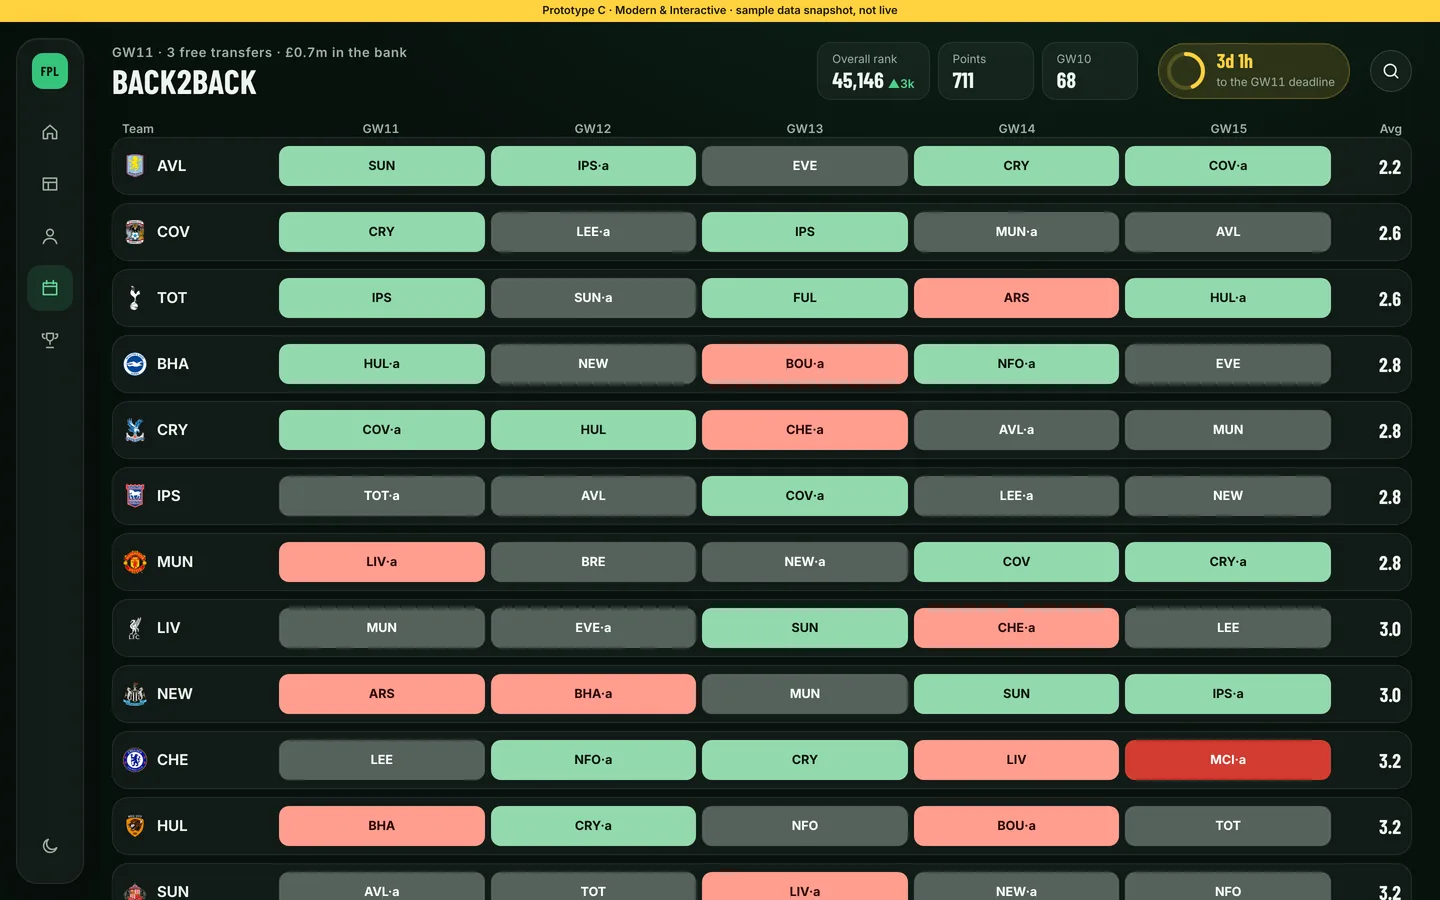 Prototype C · Modern & Interactive · sample data snapshot, not live
FPL
GW11 · 3 free transfers · £0.7m in the bank
BACK2BACK
Overall rank
45,146 ▲3k
Points
711
GW10
68
3d 1h
to the GW11 deadline
Team GW11 GW12 GW13 GW14 GW15 Avg
AVL SUN IPS·a EVE CRY COV·a 2.2
COV CRY LEE·a IPS MUN·a AVL 2.6
TOT IPS SUN·a FUL ARS HUL·a 2.6
BHA HUL·a NEW BOU·a NFO·a EVE 2.8
CRY COV·a HUL CHE·a AVL·a MUN 2.8
IPS TOT·a AVL COV·a LEE·a NEW 2.8
MUN LIV·a BRE NEW·a COV CRY·a 2.8
LIV MUN EVE·a SUN CHE·a LEE 3.0
NEW ARS BHA·a MUN SUN IPS·a 3.0
CHE LEE NFO·a CRY LIV MCI·a 3.2
HUL BHA CRY·a NFO BOU·a TOT 3.2
SUN AVL·a TOT LIV·a NEW·a NFO 3.2